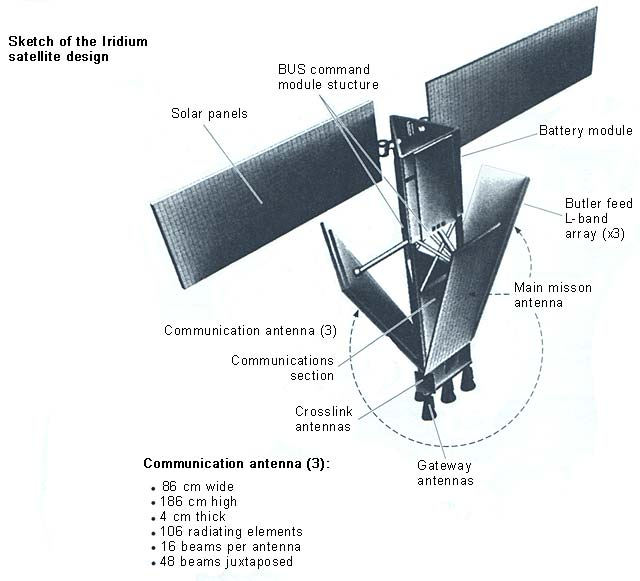 Sketch of the Iridium
satellite design
BUS command
module stucture
Solar panels
Battery module
Butler feed
L-band
array (x3)
Main misson
antenna
Communication antenna (3)
Communications
section
Crosslink
antennas
Gateway
antennas
Communication antenna (3):
• 86 cm wide
• 186 cm high
• 4 cm thick
• 106 radiating elements
• 16 beams per antenna
• 48 beams juxtaposed